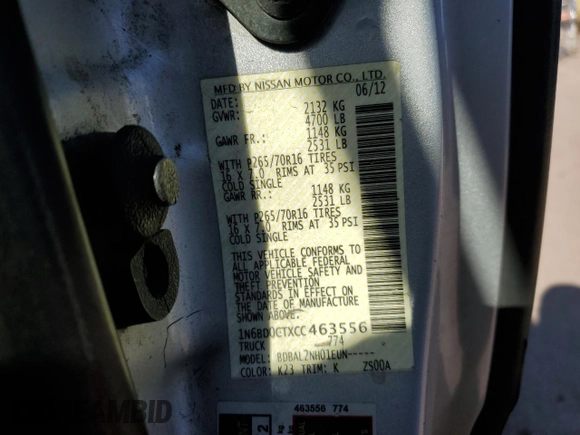 MFD BY NISSAN MOTOR CO., LTD.
DATE: 06/12
GVWR: 2132 KG
4700 LB
GAWR FR.: 1148 KG
2531 LB
WITH P265/70R16 TIRES
16 X 7.0 RIMS AT 35 PSI
COLD SINGLE
GAWR RR.: 1148 KG
2531 LB
WITH P265/70R16 TIRES
16 X 7.0 RIMS AT 35 PSI
COLD SINGLE
THIS VEHICLE CONFORMS TO
ALL APPLICABLE FEDERAL
MOTOR VEHICLE SAFETY AND
THEFT PREVENTION
STANDARDS IN EFFECT ON
THE DATE OF MANUFACTURE
SHOWN ABOVE.
1N6BD0CTXCC463556
TRUCK 774
MODEL: BDBAL2NH01EUN-----
COLOR: K23 TRIM: K Z500A
463556 774